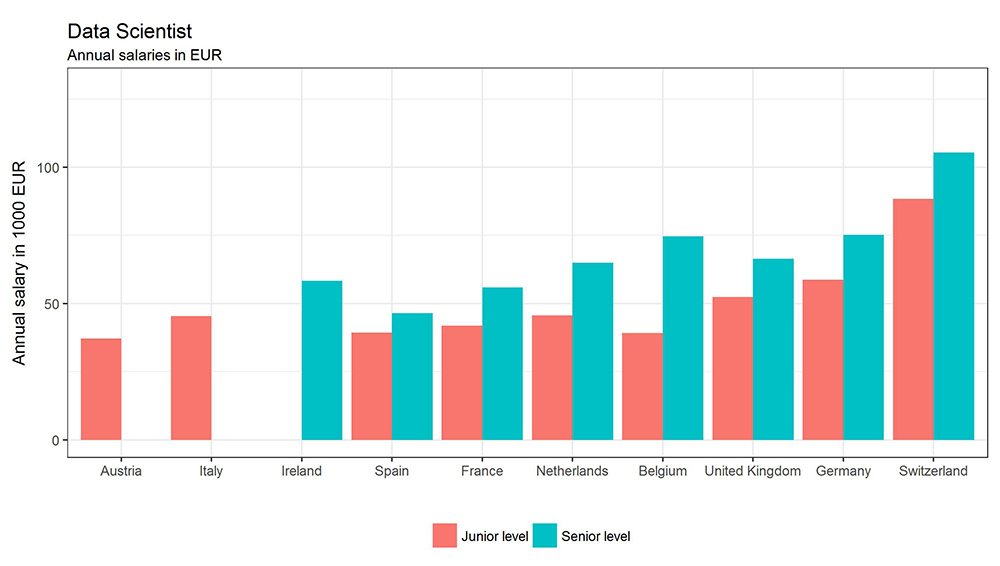 Data Scientist
Annual salaries in EUR
Annual salary in 1000 EUR
100
50
0
Austria Italy Ireland Spain France Netherlands Belgium United Kingdom Germany Switzerland
Junior level Senior level